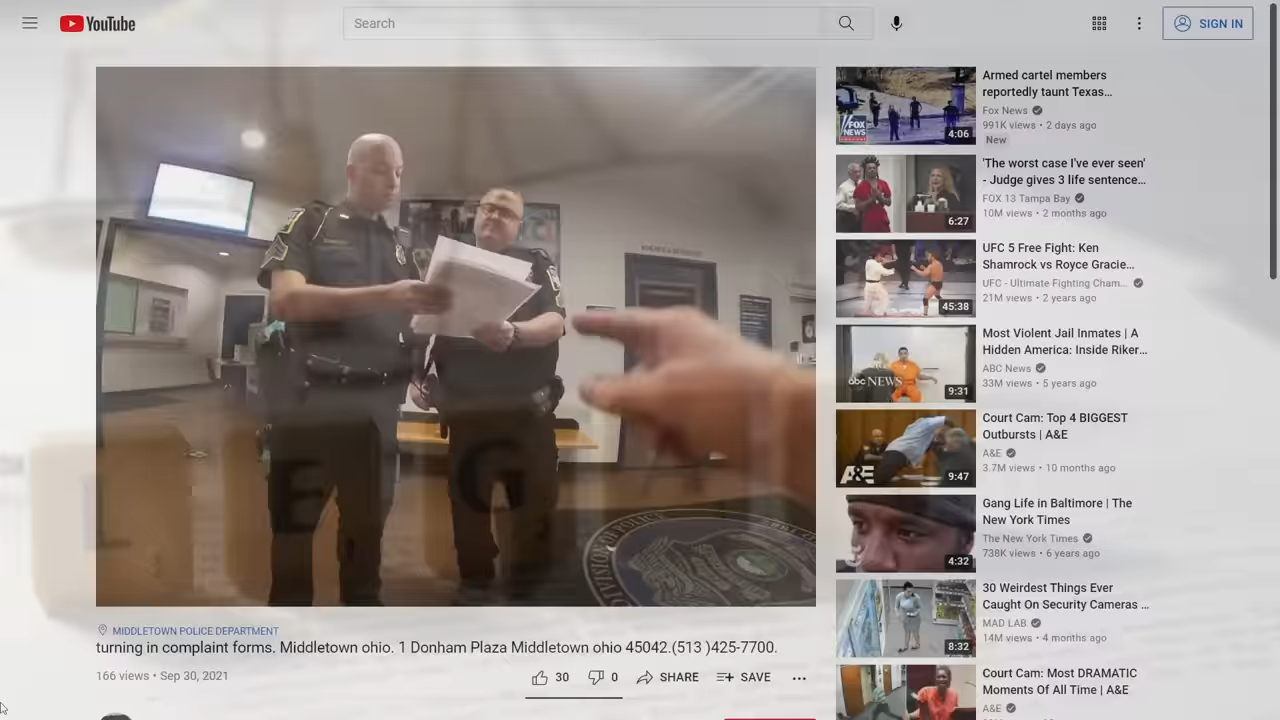 YouTube
Search
SIGN IN
Armed cartel members
reportedly taunt Texas…
Fox News
991K views • 2 days ago
New
FOX
NEWS
4:06
'The worst case I've ever seen'
- Judge gives 3 life sentence…
FOX 13 Tampa Bay
10M views • 2 months ago
6:27
UFC 5 Free Fight: Ken
Shamrock vs Royce Gracie…
UFC - Ultimate Fighting Cham…
21M views • 2 years ago
45:38
Most Violent Jail Inmates | A
Hidden America: Inside Riker…
ABC News
33M views • 5 years ago
abc NEWS
9:31
Court Cam: Top 4 BIGGEST
Outbursts | A&E
A&E
3.7M views • 10 months ago
A&E
9:47
Gang Life in Baltimore | The
New York Times
The New York Times
738K views • 6 years ago
4:32
30 Weirdest Things Ever
Caught On Security Cameras …
MAD LAB
14M views • 4 months ago
8:32
Court Cam: Most DRAMATIC
Moments Of All Time | A&E
A&E
L E G
DIVISION OF POLICE
MIDDLETOWN POLICE DEPARTMENT
turning in complaint forms. Middletown ohio. 1 Donham Plaza Middletown ohio 45042.(513 )425-7700.
166 views • Sep 30, 2021
30
0
SHARE
SAVE